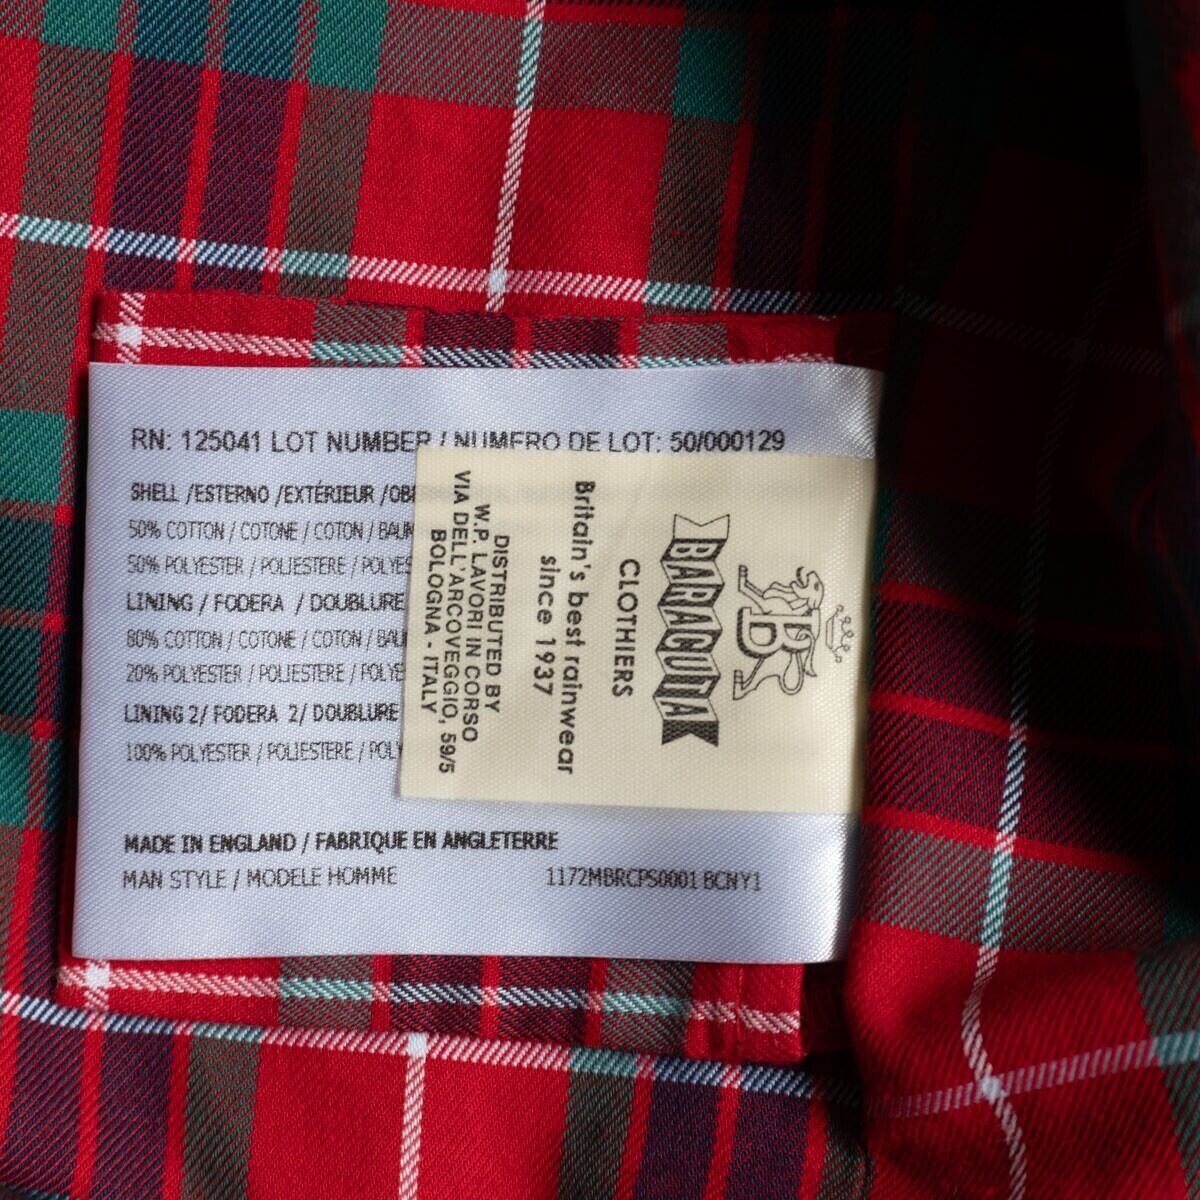 RN: 125041 LOT NUMBER / NUMERO DE LOT: 50/000129
SHELL /ESTERNO /EXTÉRIEUR
50% COTTON / COTONE / COTON
50% POLYESTER / POLIESTERE
LINING / FODERA / DOUBLURE
80% COTTON / COTONE / COTON
20% POLYESTER / POLIESTERE
LINING 2/ FODERA 2/ DOUBLURE
100% POLYESTER / POLIESTERE
MADE IN ENGLAND / FABRIQUE EN ANGLETERRE
MAN STYLE / MODELE HOMME 1172MBRCPS0001 BCNY1
B
BARACUTA
CLOTHIERS
Britain's best rainwear
since 1937
DISTRIBUTED BY
W.P. LAVORI IN CORSO
VIA DELL'ARCOVEGGIO, 59/5
BOLOGNA - ITALY